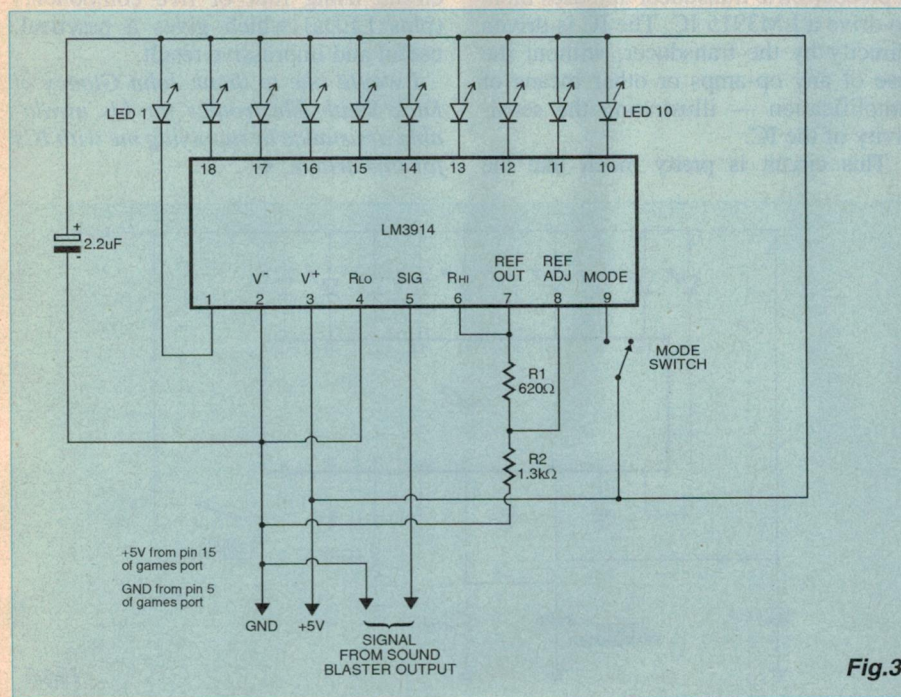 LED 1
LED 10
18 17 16 15 14 13 12 11 10
LM3914
V- V+ RLO SIG RHI REF OUT REF ADJ MODE
1 2 3 4 5 6 7 8 9
+
2.2uF
-
MODE
SWITCH
R1
620Ω
R2
1.3kΩ
+5V from pin 15
of games port
GND from pin 5
of games port
GND +5V
SIGNAL
FROM SOUND
BLASTER OUTPUT
Fig.3